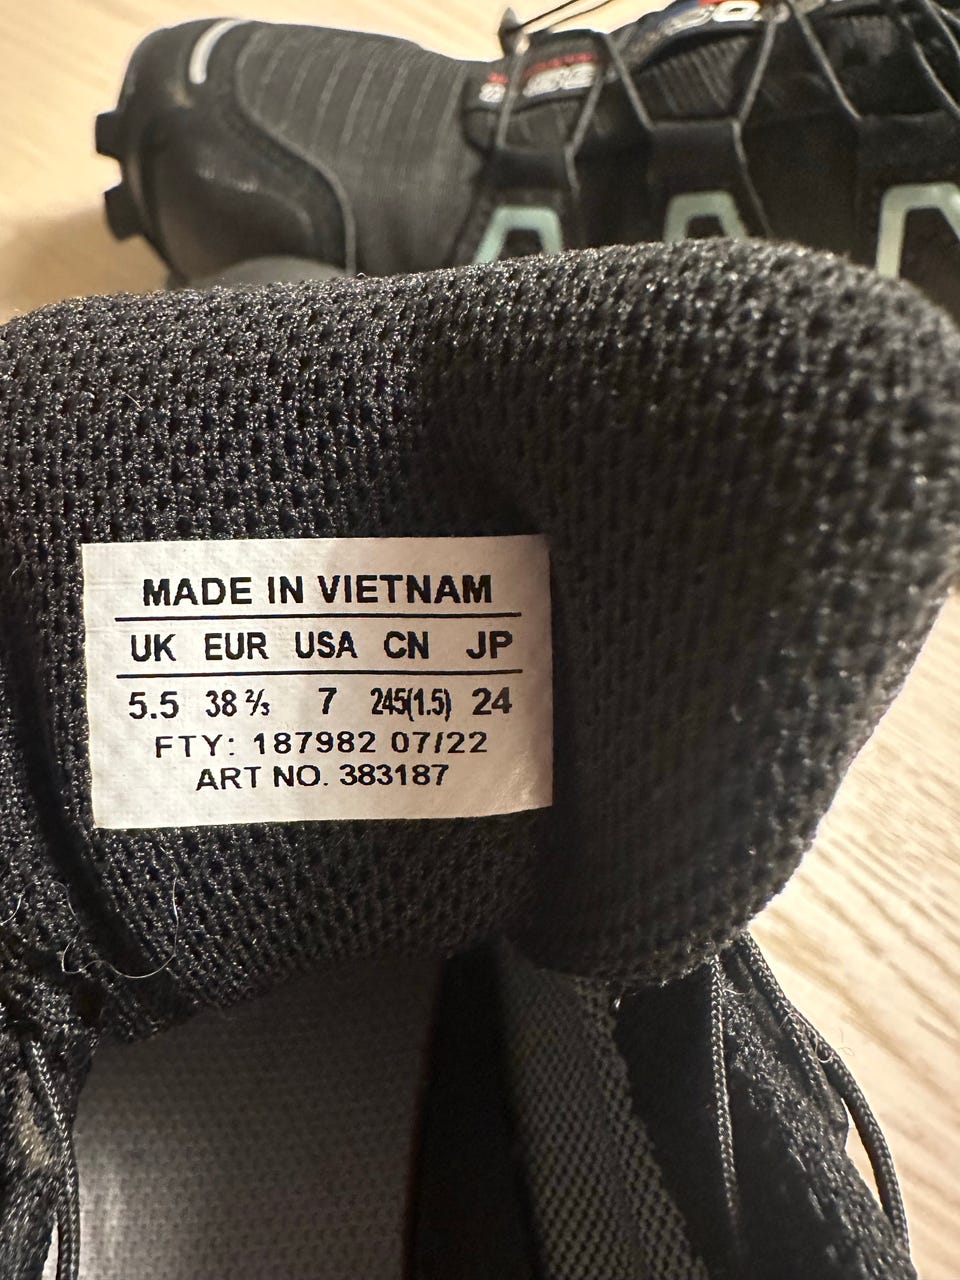 MADE IN VIETNAM
UK EUR USA CN JP
5.5 38 ⅔ 7 245(1.5) 24
FTY: 187982 07/22
ART NO. 383187